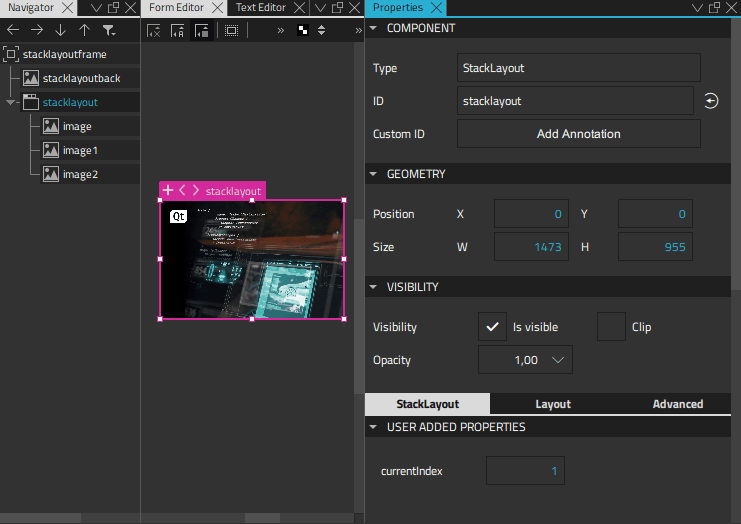 Navigator
Form Editor
Text Editor
Properties
stacklayoutframe
stacklayoutback
stacklayout
image
image1
image2
stacklayout
Qt
COMPONENT
Type StackLayout
ID stacklayout
Custom ID Add Annotation
GEOMETRY
Position X 0 Y 0
Size W 1473 H 955
VISIBILITY
Visibility Is visible Clip
Opacity 1,00
StackLayout Layout Advanced
USER ADDED PROPERTIES
currentIndex 1